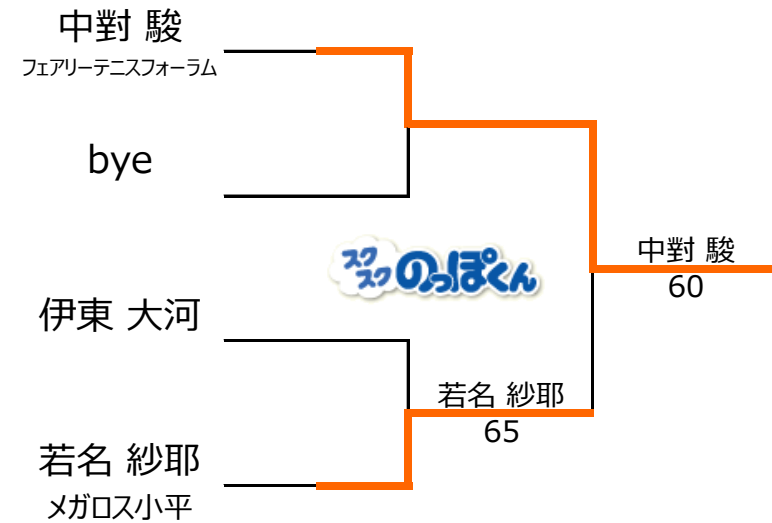 中對 駿
フェアリーテニスフォーラム
bye
スクスク のっぽくん
中對 駿
60
伊東 大河
若名 紗耶
65
若名 紗耶
メガロス小平